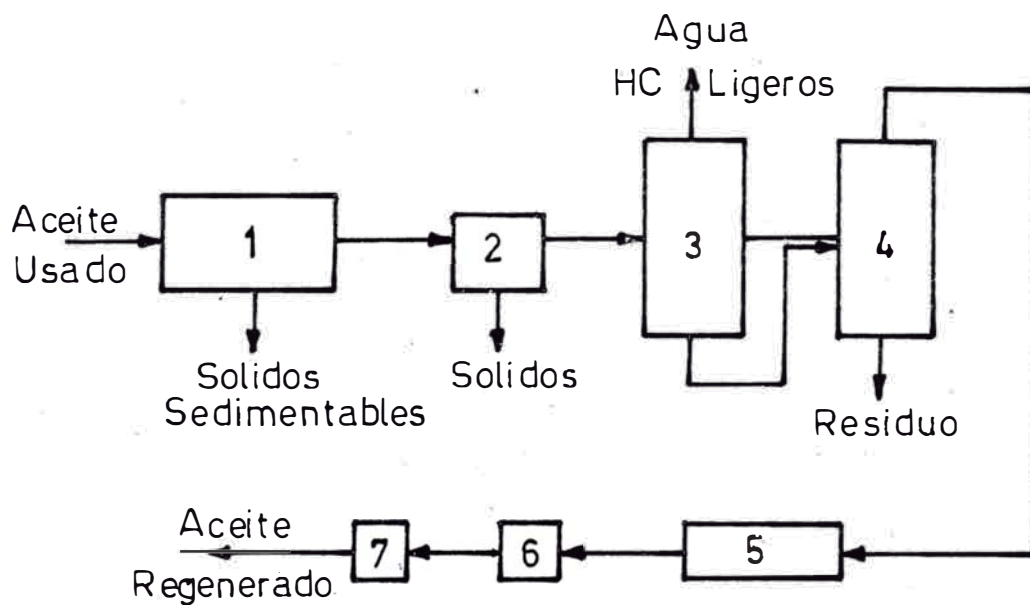 Agua
HC Ligeros
Aceite
Usado
1
2
3
4
Solidos
Sedimentables
Solidos
Residuo
Aceite
Regenerado
7
6
5